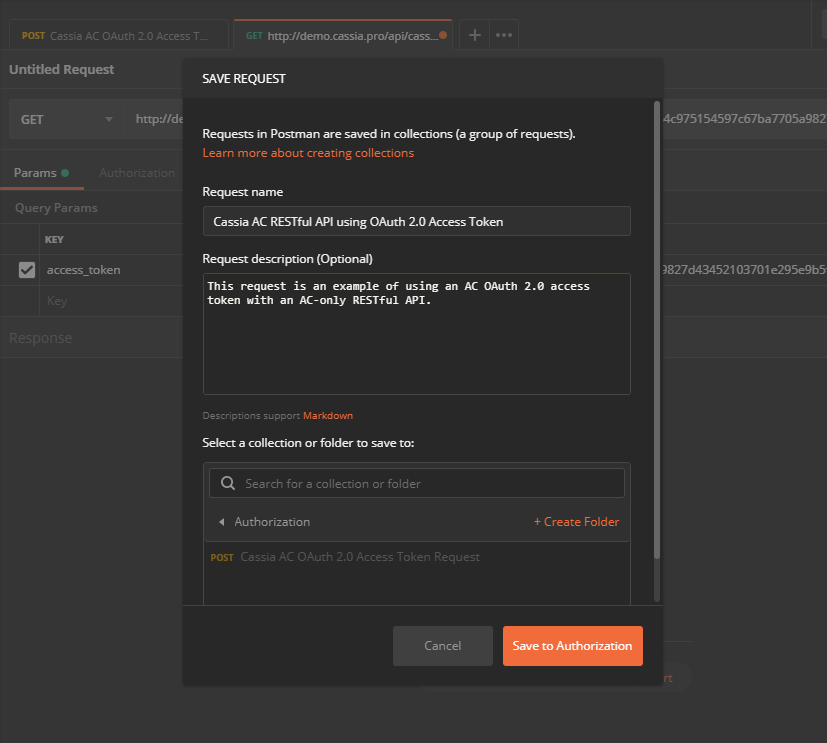 POST Cassia AC OAuth 2.0 Access T...
GET http://demo.cassia.pro/api/cass...
Untitled Request
SAVE REQUEST
GET
http://de
4c975154597c67ba7705a982
Requests in Postman are saved in collections (a group of requests).
Learn more about creating collections
Params
Authorization
Request name
Query Params
Cassia AC RESTful API using OAuth 2.0 Access Token
KEY
Request description (Optional)
access_token
9827d43452103701e295e9b5
This request is an example of using an AC OAuth 2.0 access
token with an AC-only RESTful API.
Key
Response
Descriptions support Markdown
Select a collection or folder to save to:
Search for a collection or folder
Authorization
+ Create Folder
POST Cassia AC OAuth 2.0 Access Token Request
Cancel
Save to Authorization